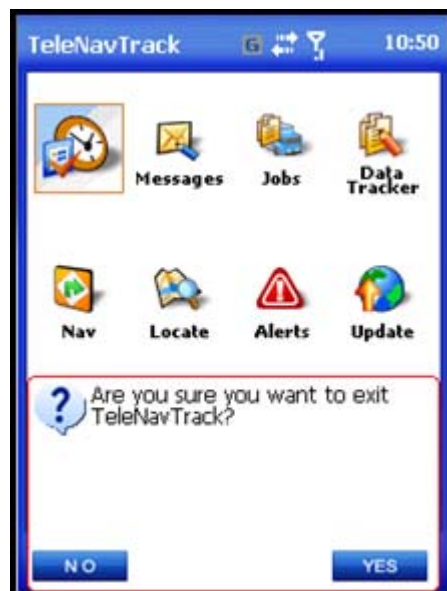 TeleNavTrack G 10:50
Messages Jobs Data Tracker
Nav Locate Alerts Update
? Are you sure you want to exit
TeleNavTrack?
NO YES